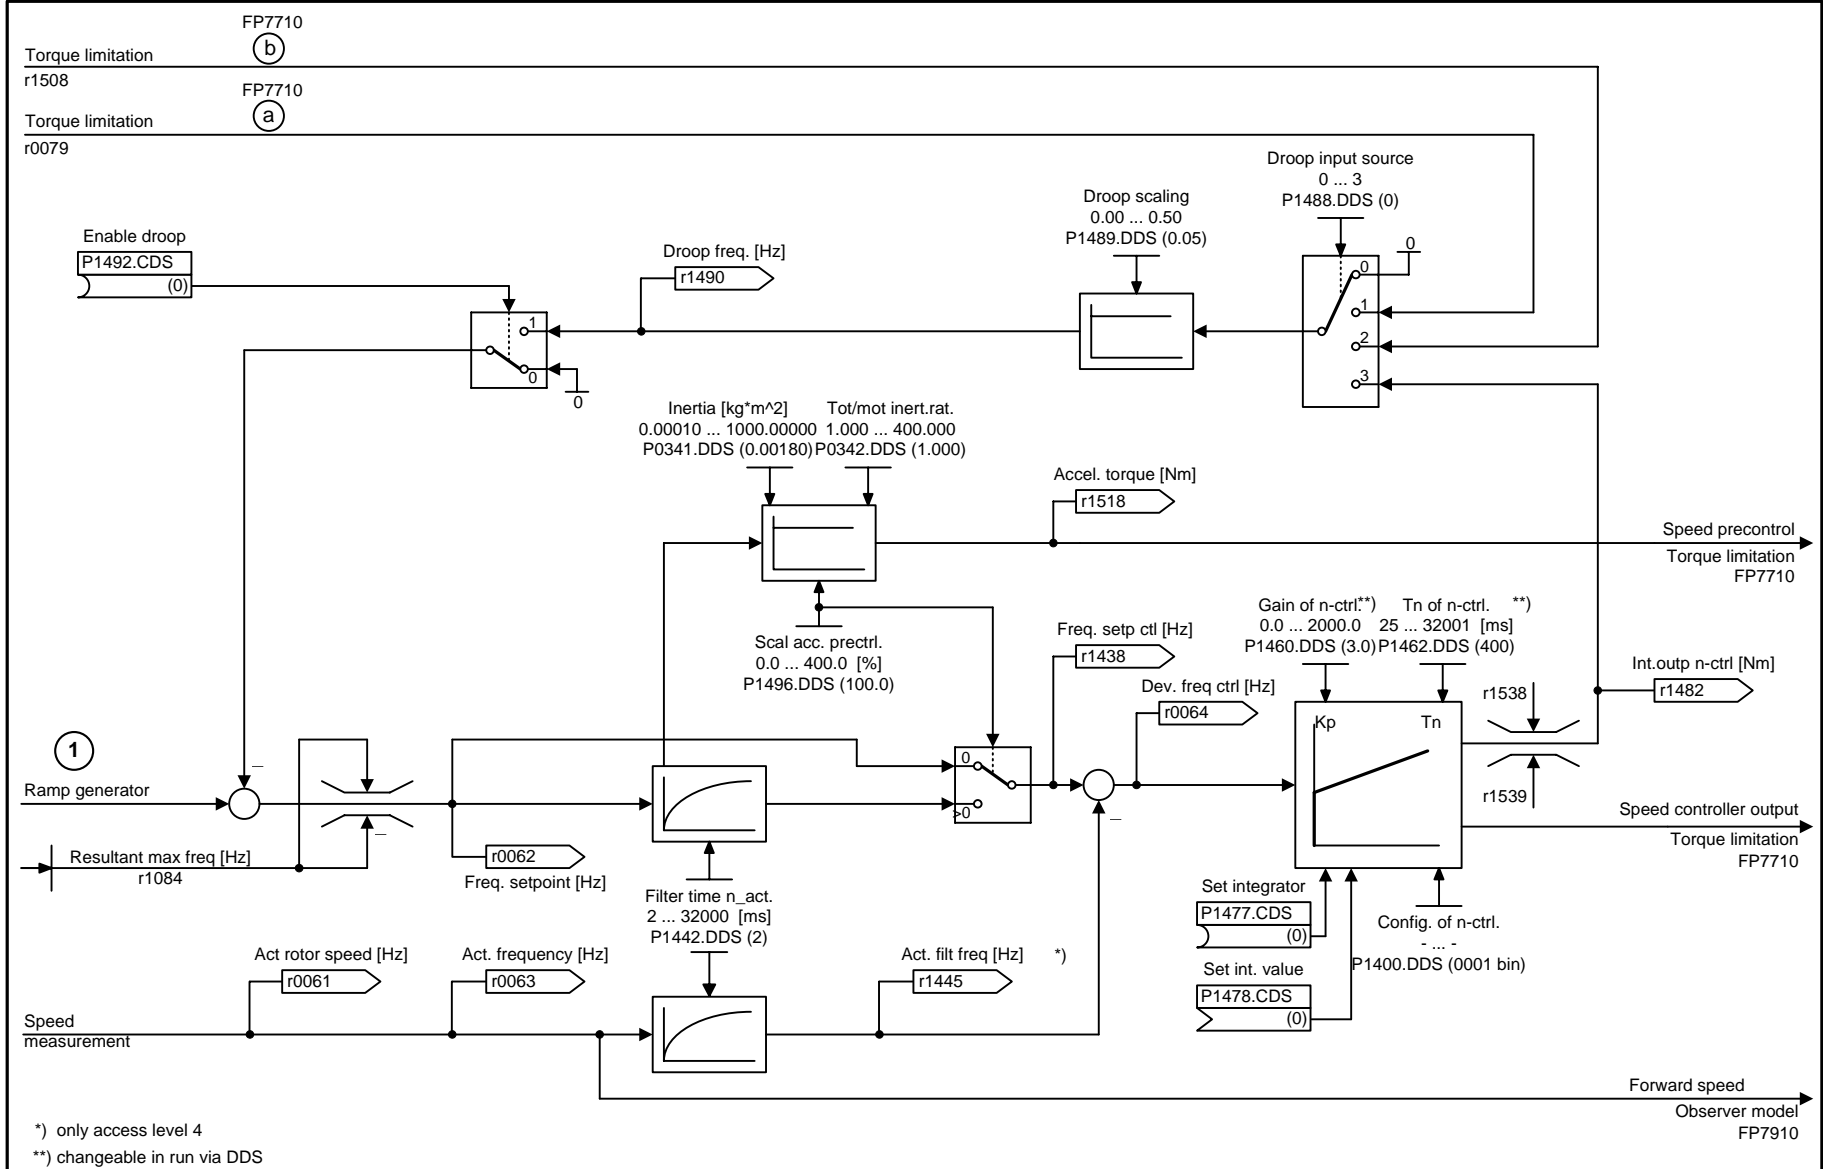 FP7710
b
Torque limitation
r1508
FP7710
a
Torque limitation
r0079
Droop input source
0 ... 3
P1488.DDS (0)
Droop scaling
0.00 ... 0.50
P1489.DDS (0.05)
Enable droop
P1492.CDS
(0)
Droop freq. [Hz]
r1490
0
0
1
2
3
1
0
0
Inertia [kg*m^2]
0.00010 ... 1000.00000
P0341.DDS (0.00180)
Tot/mot inert.rat.
1.000 ... 400.000
P0342.DDS (1.000)
Accel. torque [Nm]
r1518
Speed precontrol
Torque limitation
FP7710
Scal acc. prectrl.
0.0 ... 400.0 [%]
P1496.DDS (100.0)
Freq. setp ctl [Hz]
r1438
Gain of n-ctrl. **)
0.0 ... 2000.0
P1460.DDS (3.0)
Tn of n-ctrl. **)
25 ... 32001 [ms]
P1462.DDS (400)
Dev. freq ctrl [Hz]
r0064
Int.outp n-ctrl [Nm]
r1482
r1538
Kp
Tn
1
Ramp generator
_
_
0
>0
_
r1539
Speed controller output
Torque limitation
FP7710
Resultant max freq [Hz]
r1084
r0062
Freq. setpoint [Hz]
Filter time n_act.
2 ... 32000 [ms]
P1442.DDS (2)
Set integrator
P1477.CDS
(0)
Config. of n-ctrl.
- ... -
P1400.DDS (0001 bin)
Set int. value
P1478.CDS
(0)
Act rotor speed [Hz]
r0061
Act. frequency [Hz]
r0063
Act. filt freq [Hz] *)
r1445
Speed
measurement
Forward speed
Observer model
FP7910
*) only access level 4
**) changeable in run via DDS